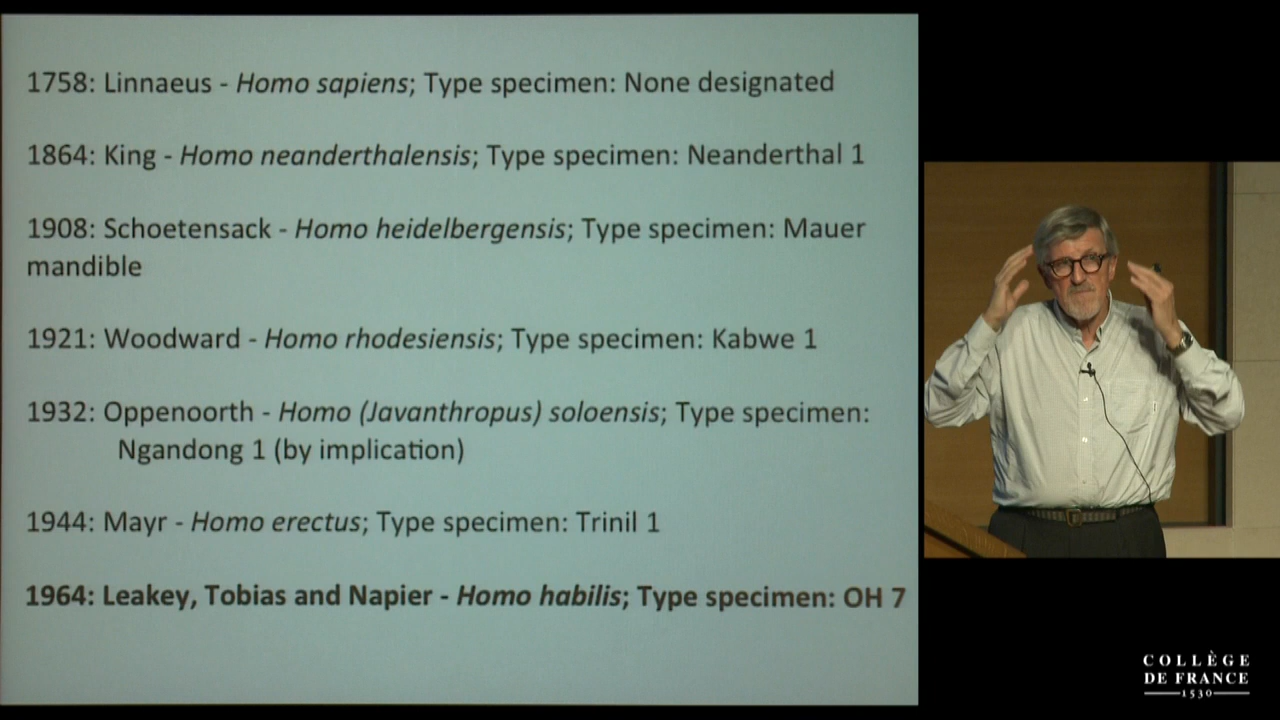 1758: Linnaeus - Homo sapiens; Type specimen: None designated
1864: King - Homo neanderthalensis; Type specimen: Neanderthal 1
1908: Schoetensack - Homo heidelbergensis; Type specimen: Mauer
mandible
1921: Woodward - Homo rhodesiensis; Type specimen: Kabwe 1
1932: Oppenoorth - Homo (Javanthropus) soloensis; Type specimen:
Ngandong 1 (by implication)
1944: Mayr - Homo erectus; Type specimen: Trinil 1
1964: Leakey, Tobias and Napier - Homo habilis; Type specimen: OH 7
COLLÈGE
DE FRANCE
1530